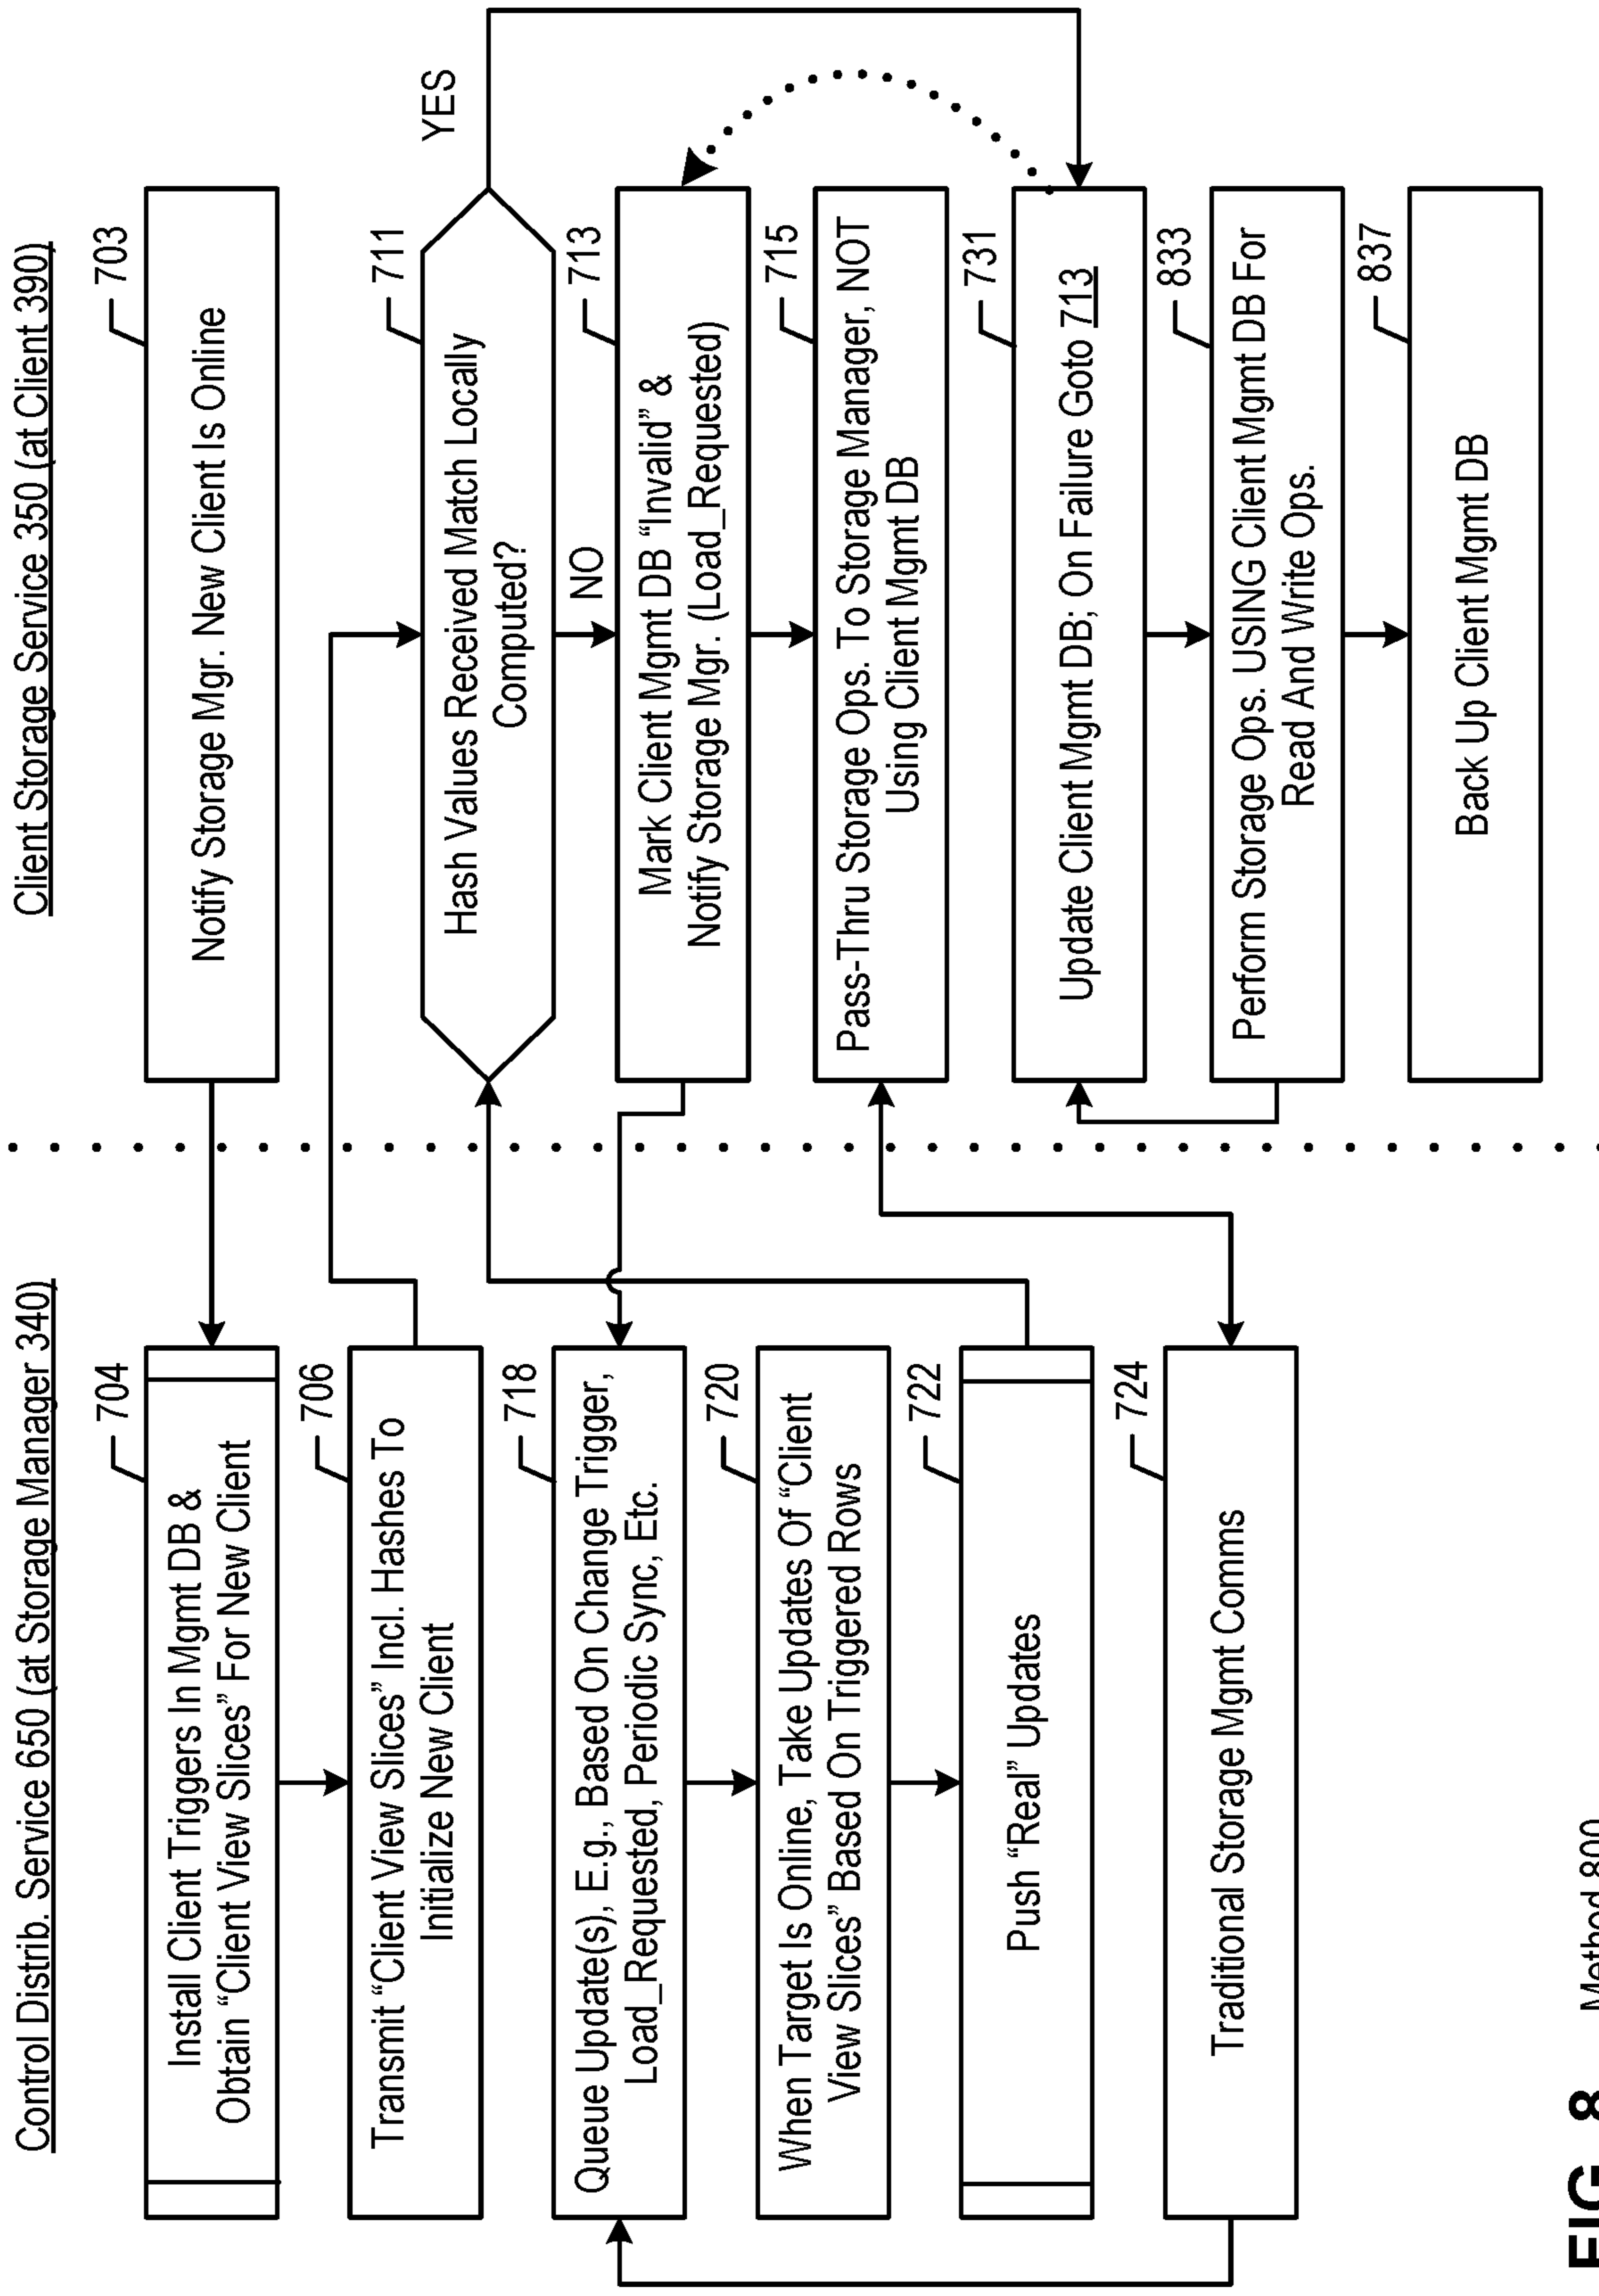 Control Distrib. Service 650 (at Storage Manager 340)
704
Install Client Triggers In Mgmt DB &
Obtain “Client View Slices” For New Client
706
Transmit “Client View Slices” Incl. Hashes To
Initialize New Client
718
Queue Update(s), E.g., Based On Change Trigger,
Load_Requested, Periodic Sync, Etc.
720
When Target Is Online, Take Updates Of “Client
View Slices” Based On Triggered Rows
722
Push “Real” Updates
724
Traditional Storage Mgmt Comms
Client Storage Service 350 (at Client 390)
703
Notify Storage Mgr. New Client Is Online
711
Hash Values Received Match Locally
Computed?
YES
NO
713
Mark Client Mgmt DB “Invalid” &
Notify Storage Mgr. (Load_Requested)
715
Pass-Thru Storage Ops. To Storage Manager, NOT
Using Client Mgmt DB
731
Update Client Mgmt DB; On Failure Goto 713
833
Perform Storage Ops. USING Client Mgmt DB For
Read And Write Ops.
837
Back Up Client Mgmt DB
FIG. 8
Method 800